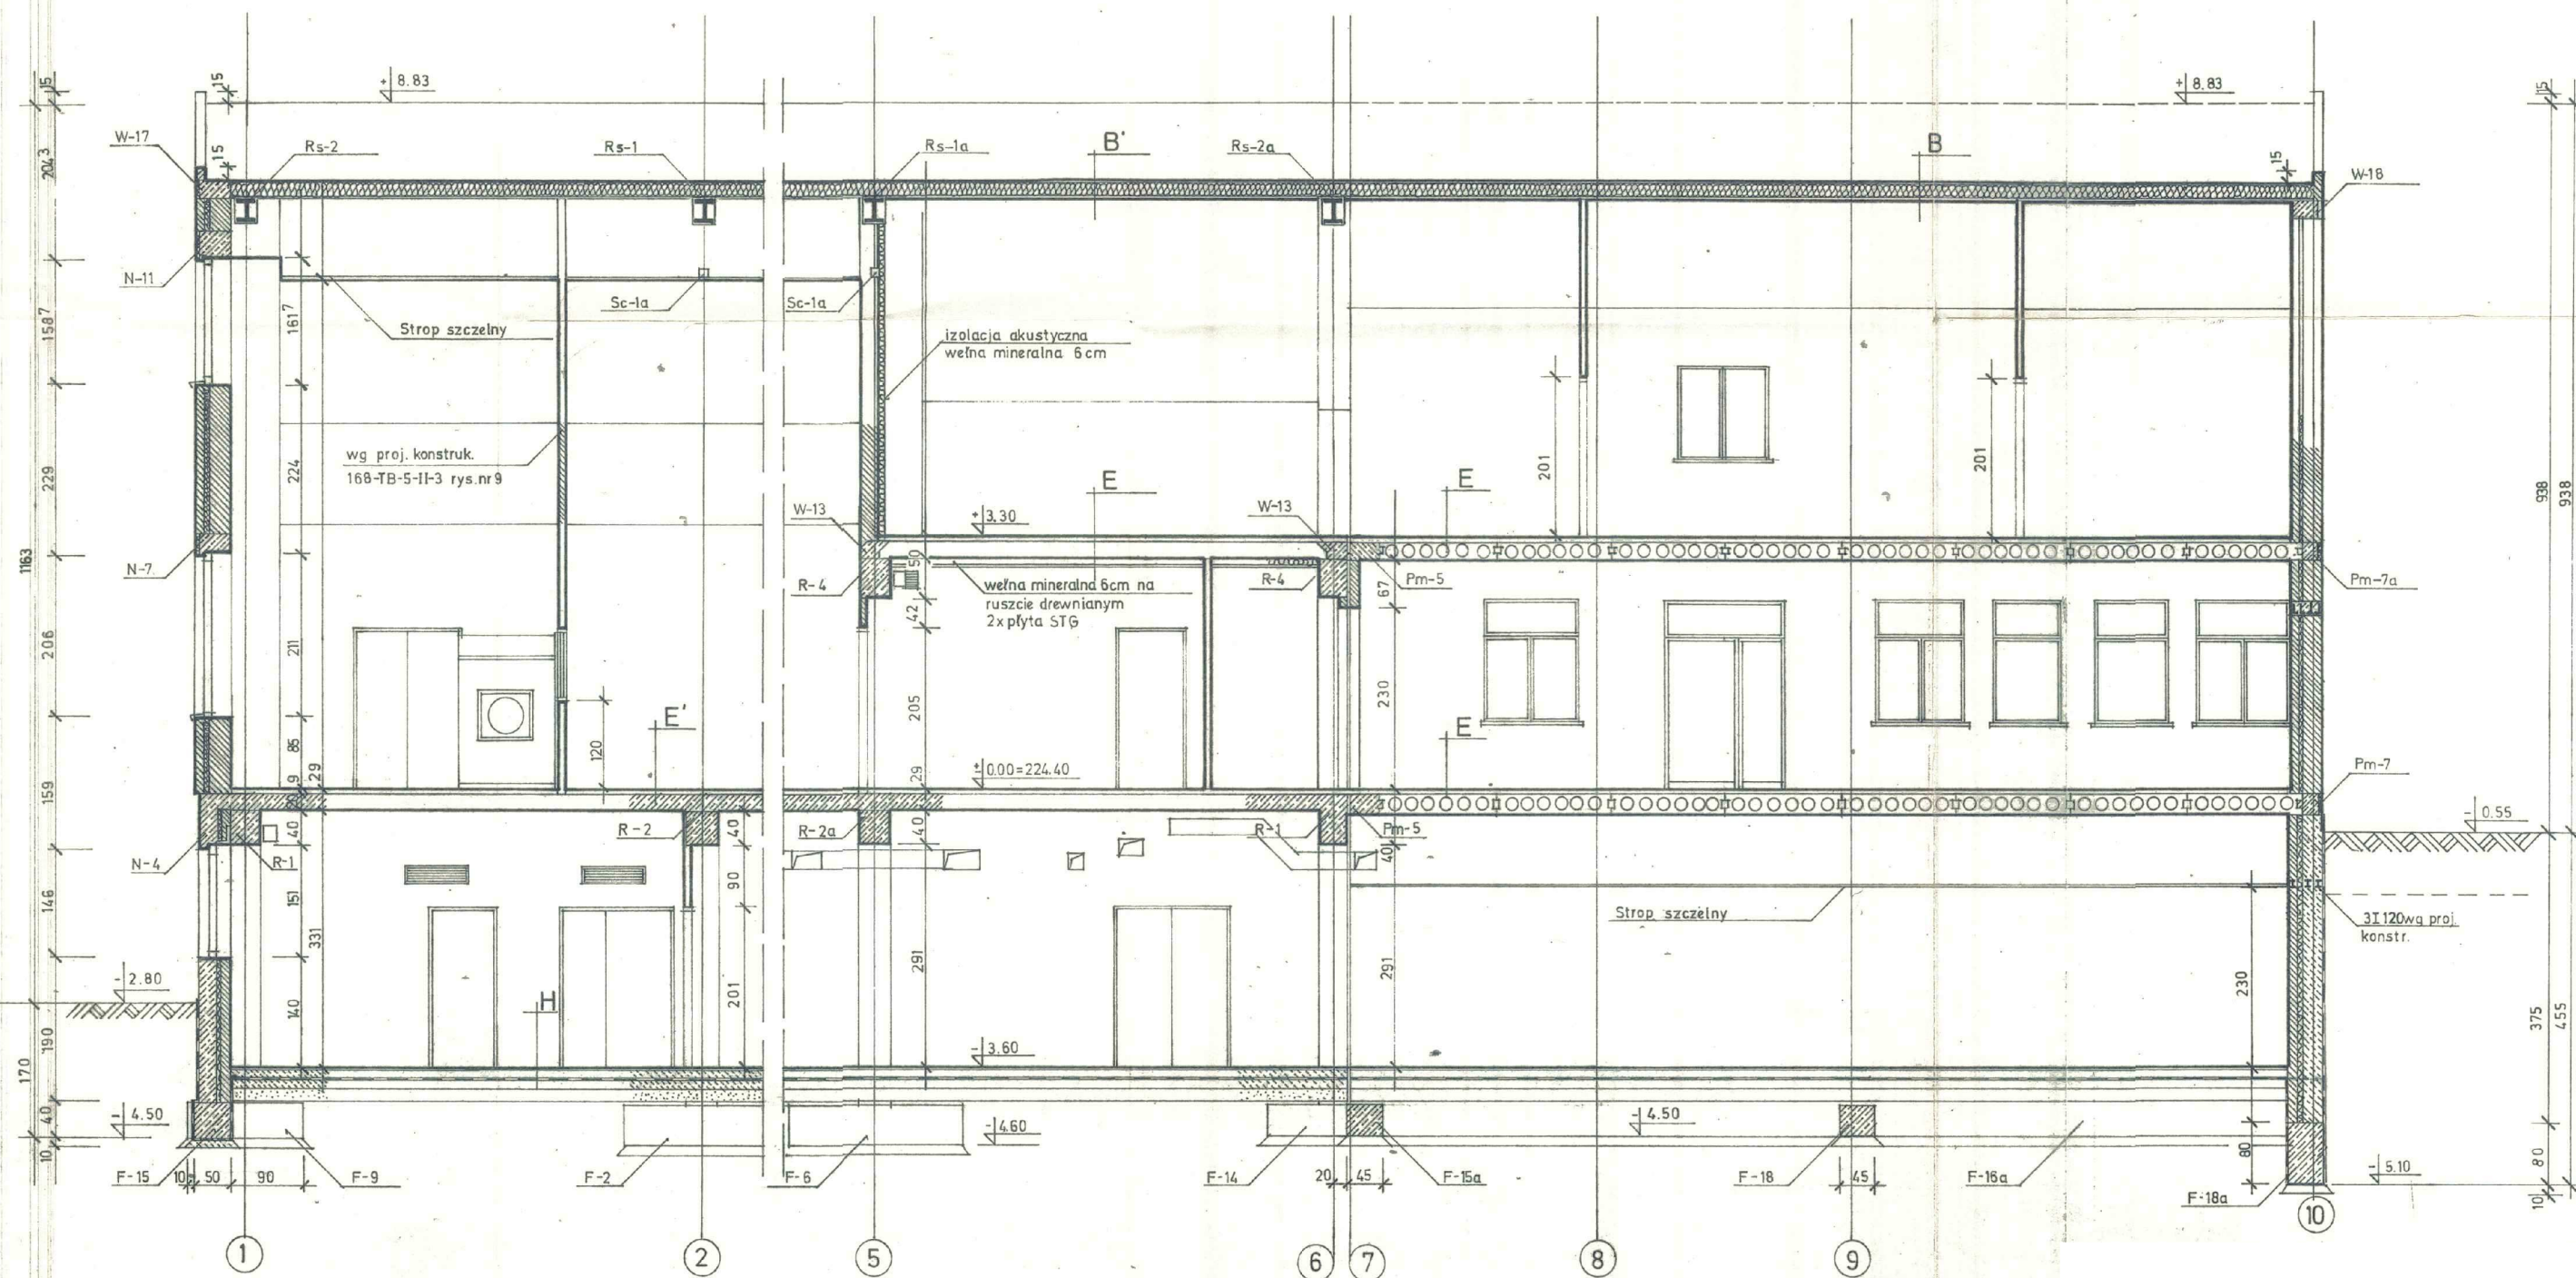 +8.83
+8.83
15
15
15
15
W-17
Rs-2
Rs-1
Rs-1a
B'
Rs-2a
B
15
W-18
204³
15
N-11
158⁷
161⁷
Strop szczelny
Sc-1a
Sc-1a
izolacja akustyczna
wełna mineralna 6cm
wg proj. konstruk.
168-TB-5-II-3 rys.nr 9
229
224
E
E
201
201
938
938
W-13
+3.30
W-13
1163
N-7
R-4
50
42
wełna mineralna 6cm na
ruszcie drewnianym
2x płyta STG
R-4
67
Pm-5
Pm-7a
206
211
205
230
E'
E
120
85
9
29
29
±0.00=224.40
159
Pm-7
-0.55
N-4
40
R-1
R-2
40
R-2a
40
R-1
Pm-5
40
146
151
331
90
291
291
Strop szczelny
3I120wg proj.
konstr.
-2.80
140
H
201
230
190
170
-3.60
375
455
40
-4.50
-4.60
-4.50
10
80
80
-5.10
10
F-15
10
50
90
F-9
F-2
F-6
F-14
20
45
F-15a
F-18
45
F-16a
F-18a
1
2
5
6
7
8
9
10